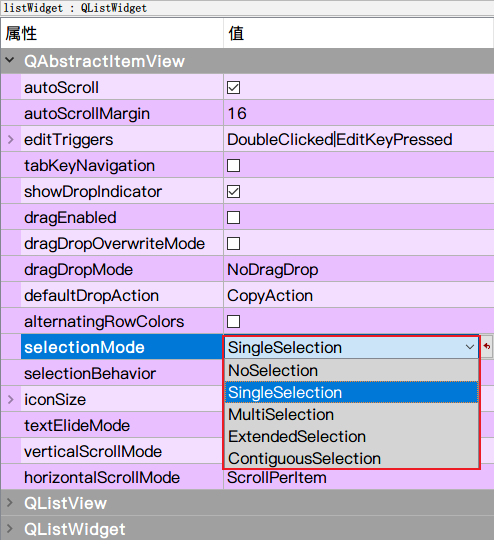 listWidget : QListWidget
属性 值
QAbstractItemView
autoScroll
autoScrollMargin 16
editTriggers DoubleClicked|EditKeyPressed
tabKeyNavigation
showDropIndicator
dragEnabled
dragDropOverwriteMode
dragDropMode NoDragDrop
defaultDropAction CopyAction
alternatingRowColors
selectionMode SingleSelection
selectionBehavior NoSelection
iconSize SingleSelection
textElideMode MultiSelection
verticalScrollMode ExtendedSelection
ContiguousSelection
horizontalScrollMode ScrollPerItem
QListView
QListWidget